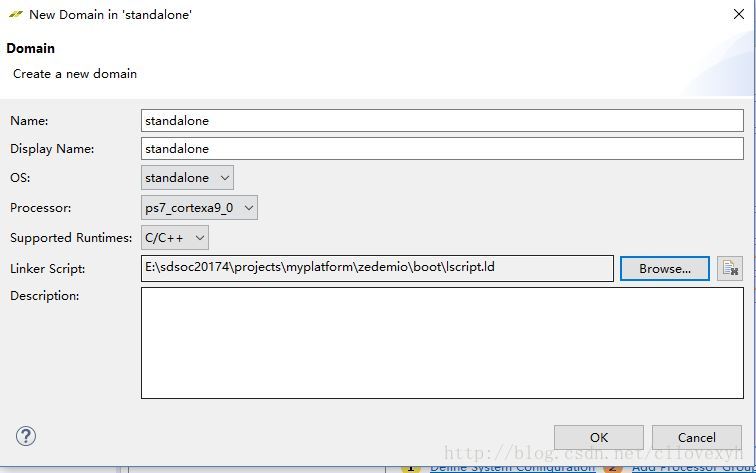 New Domain in 'standalone'
Domain
Create a new domain
Name: standalone
Display Name: standalone
OS: standalone
Processor: ps7_cortexa9_0
Supported Runtimes: C/C++
Linker Script: E:\sdsoc20174\projects\myplatform\zedemio\boot\lscript.ld Browse...
Description:
? OK Cancel
http://blog.csdn.net/cllovexyh
1 Define System Configuration 2 Add Processor Group